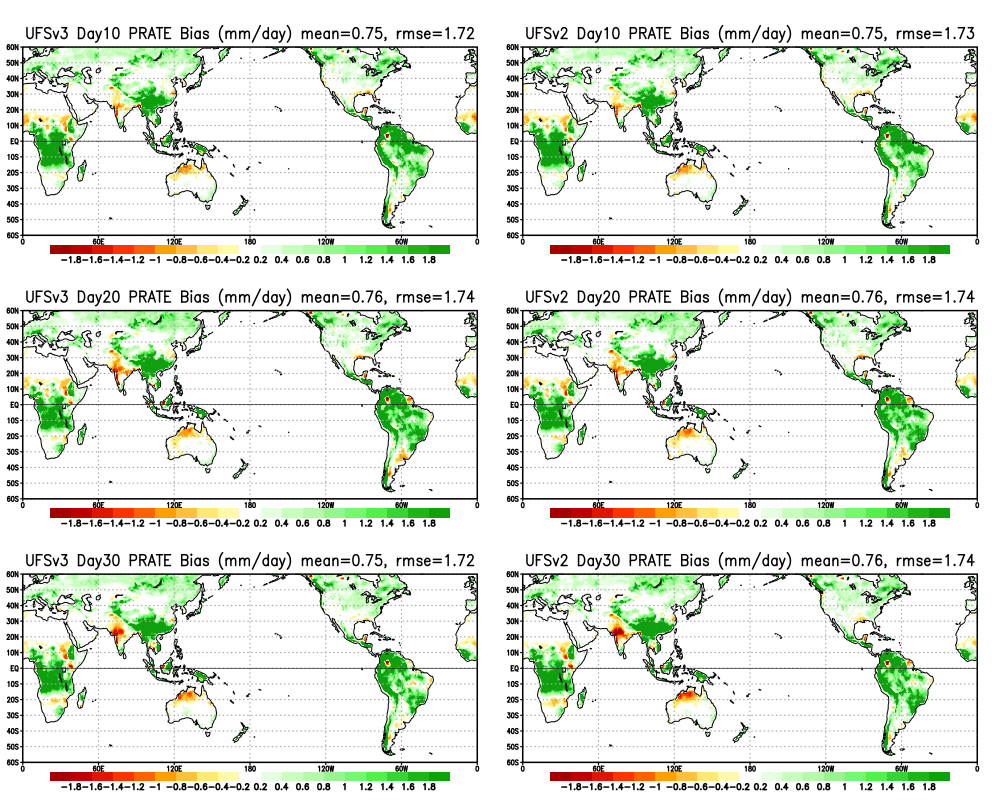 UFSv3 Day10 PRATE Bias (mm/day) mean=0.75, rmse=1.72
60N
50N
40N
30N
20N
10N
EQ
10S
20S
30S
40S
50S
60S
0 60E 120E 180 120W 60W 0
-1.8-1.6-1.4-1.2 -1 -0.8-0.6-0.4-0.2 0.2 0.4 0.6 0.8 1 1.2 1.4 1.6 1.8
UFSv2 Day10 PRATE Bias (mm/day) mean=0.75, rmse=1.73
60N
50N
40N
30N
20N
10N
EQ
10S
20S
30S
40S
50S
60S
0 60E 120E 180 120W 60W 0
-1.8-1.6-1.4-1.2 -1 -0.8-0.6-0.4-0.2 0.2 0.4 0.6 0.8 1 1.2 1.4 1.6 1.8
UFSv3 Day20 PRATE Bias (mm/day) mean=0.76, rmse=1.74
60N
50N
40N
30N
20N
10N
EQ
10S
20S
30S
40S
50S
60S
0 60E 120E 180 120W 60W 0
-1.8-1.6-1.4-1.2 -1 -0.8-0.6-0.4-0.2 0.2 0.4 0.6 0.8 1 1.2 1.4 1.6 1.8
UFSv2 Day20 PRATE Bias (mm/day) mean=0.76, rmse=1.74
60N
50N
40N
30N
20N
10N
EQ
10S
20S
30S
40S
50S
60S
0 60E 120E 180 120W 60W 0
-1.8-1.6-1.4-1.2 -1 -0.8-0.6-0.4-0.2 0.2 0.4 0.6 0.8 1 1.2 1.4 1.6 1.8
UFSv3 Day30 PRATE Bias (mm/day) mean=0.75, rmse=1.72
60N
50N
40N
30N
20N
10N
EQ
10S
20S
30S
40S
50S
60S
0 60E 120E 180 120W 60W 0
-1.8-1.6-1.4-1.2 -1 -0.8-0.6-0.4-0.2 0.2 0.4 0.6 0.8 1 1.2 1.4 1.6 1.8
UFSv2 Day30 PRATE Bias (mm/day) mean=0.76, rmse=1.74
60N
50N
40N
30N
20N
10N
EQ
10S
20S
30S
40S
50S
60S
0 60E 120E 180 120W 60W 0
-1.8-1.6-1.4-1.2 -1 -0.8-0.6-0.4-0.2 0.2 0.4 0.6 0.8 1 1.2 1.4 1.6 1.8